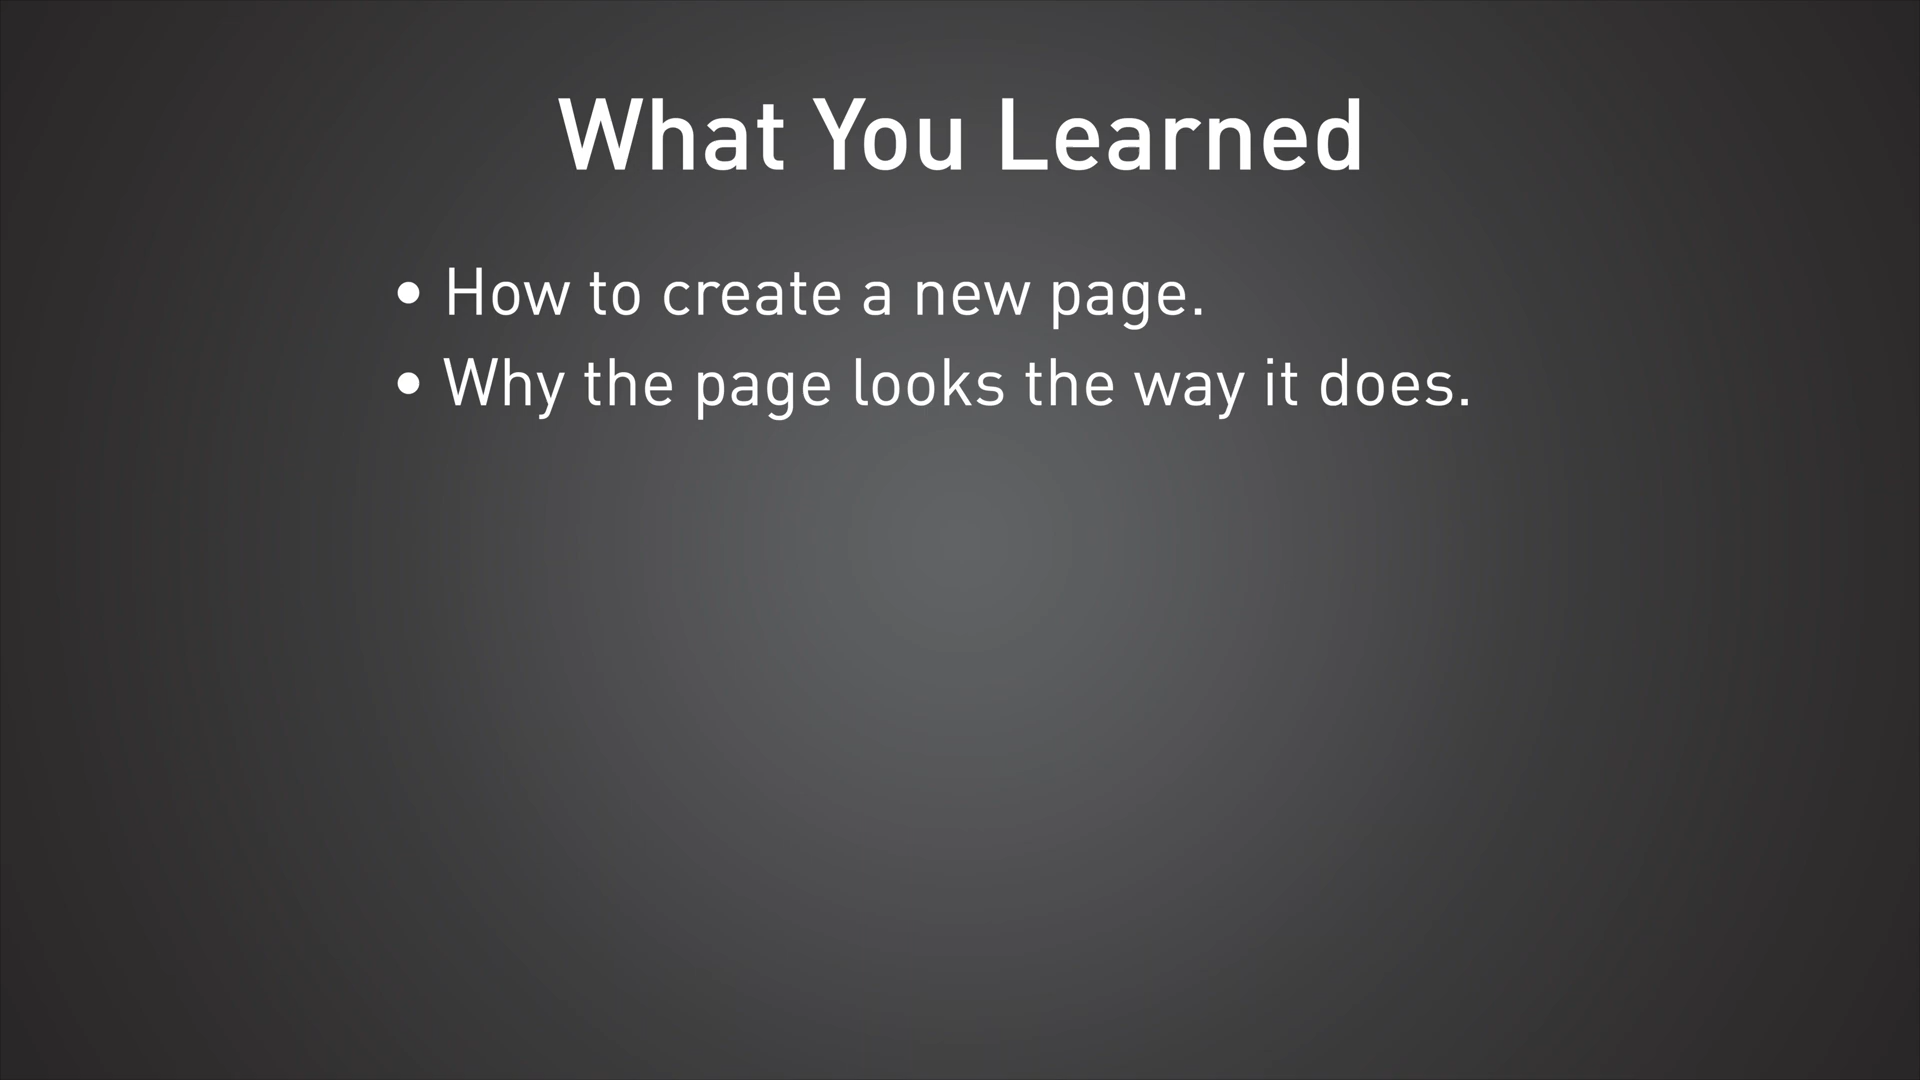 What You Learned
• How to create a new page.
• Why the page looks the way it does.